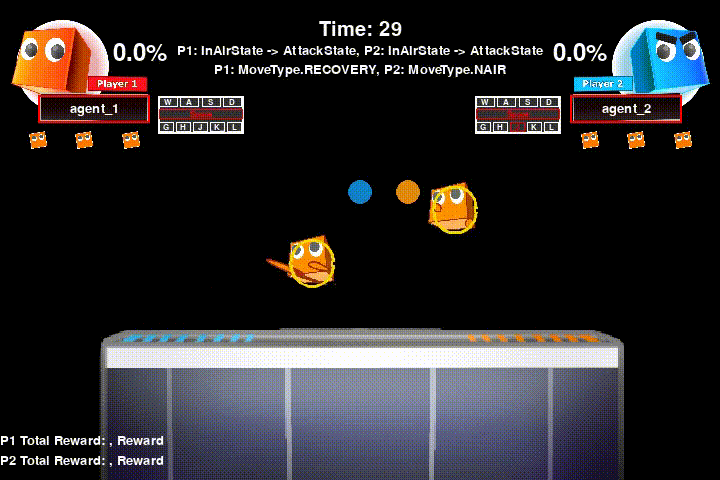 Time: 29
0.0%
P1: InAirState -> AttackState, P2: InAirState -> AttackState
0.0%
P1: MoveType.RECOVERY, P2: MoveType.NAIR
Player 1
Player 2
agent_1
W A S D
G H J K L
W A S D
G H K L
agent_2
P1 Total Reward: , Reward
P2 Total Reward: , Reward